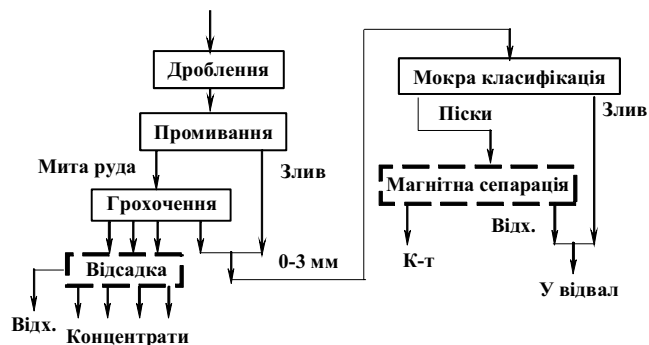 Дроблення
Промивання
Мита руда
Злив
Грохочення
Відсадка
0-3 мм
Відх.
Концентрати
Мокра класифікація
Піски
Злив
Магнітна сепарація
Відх.
К-т
У відвал